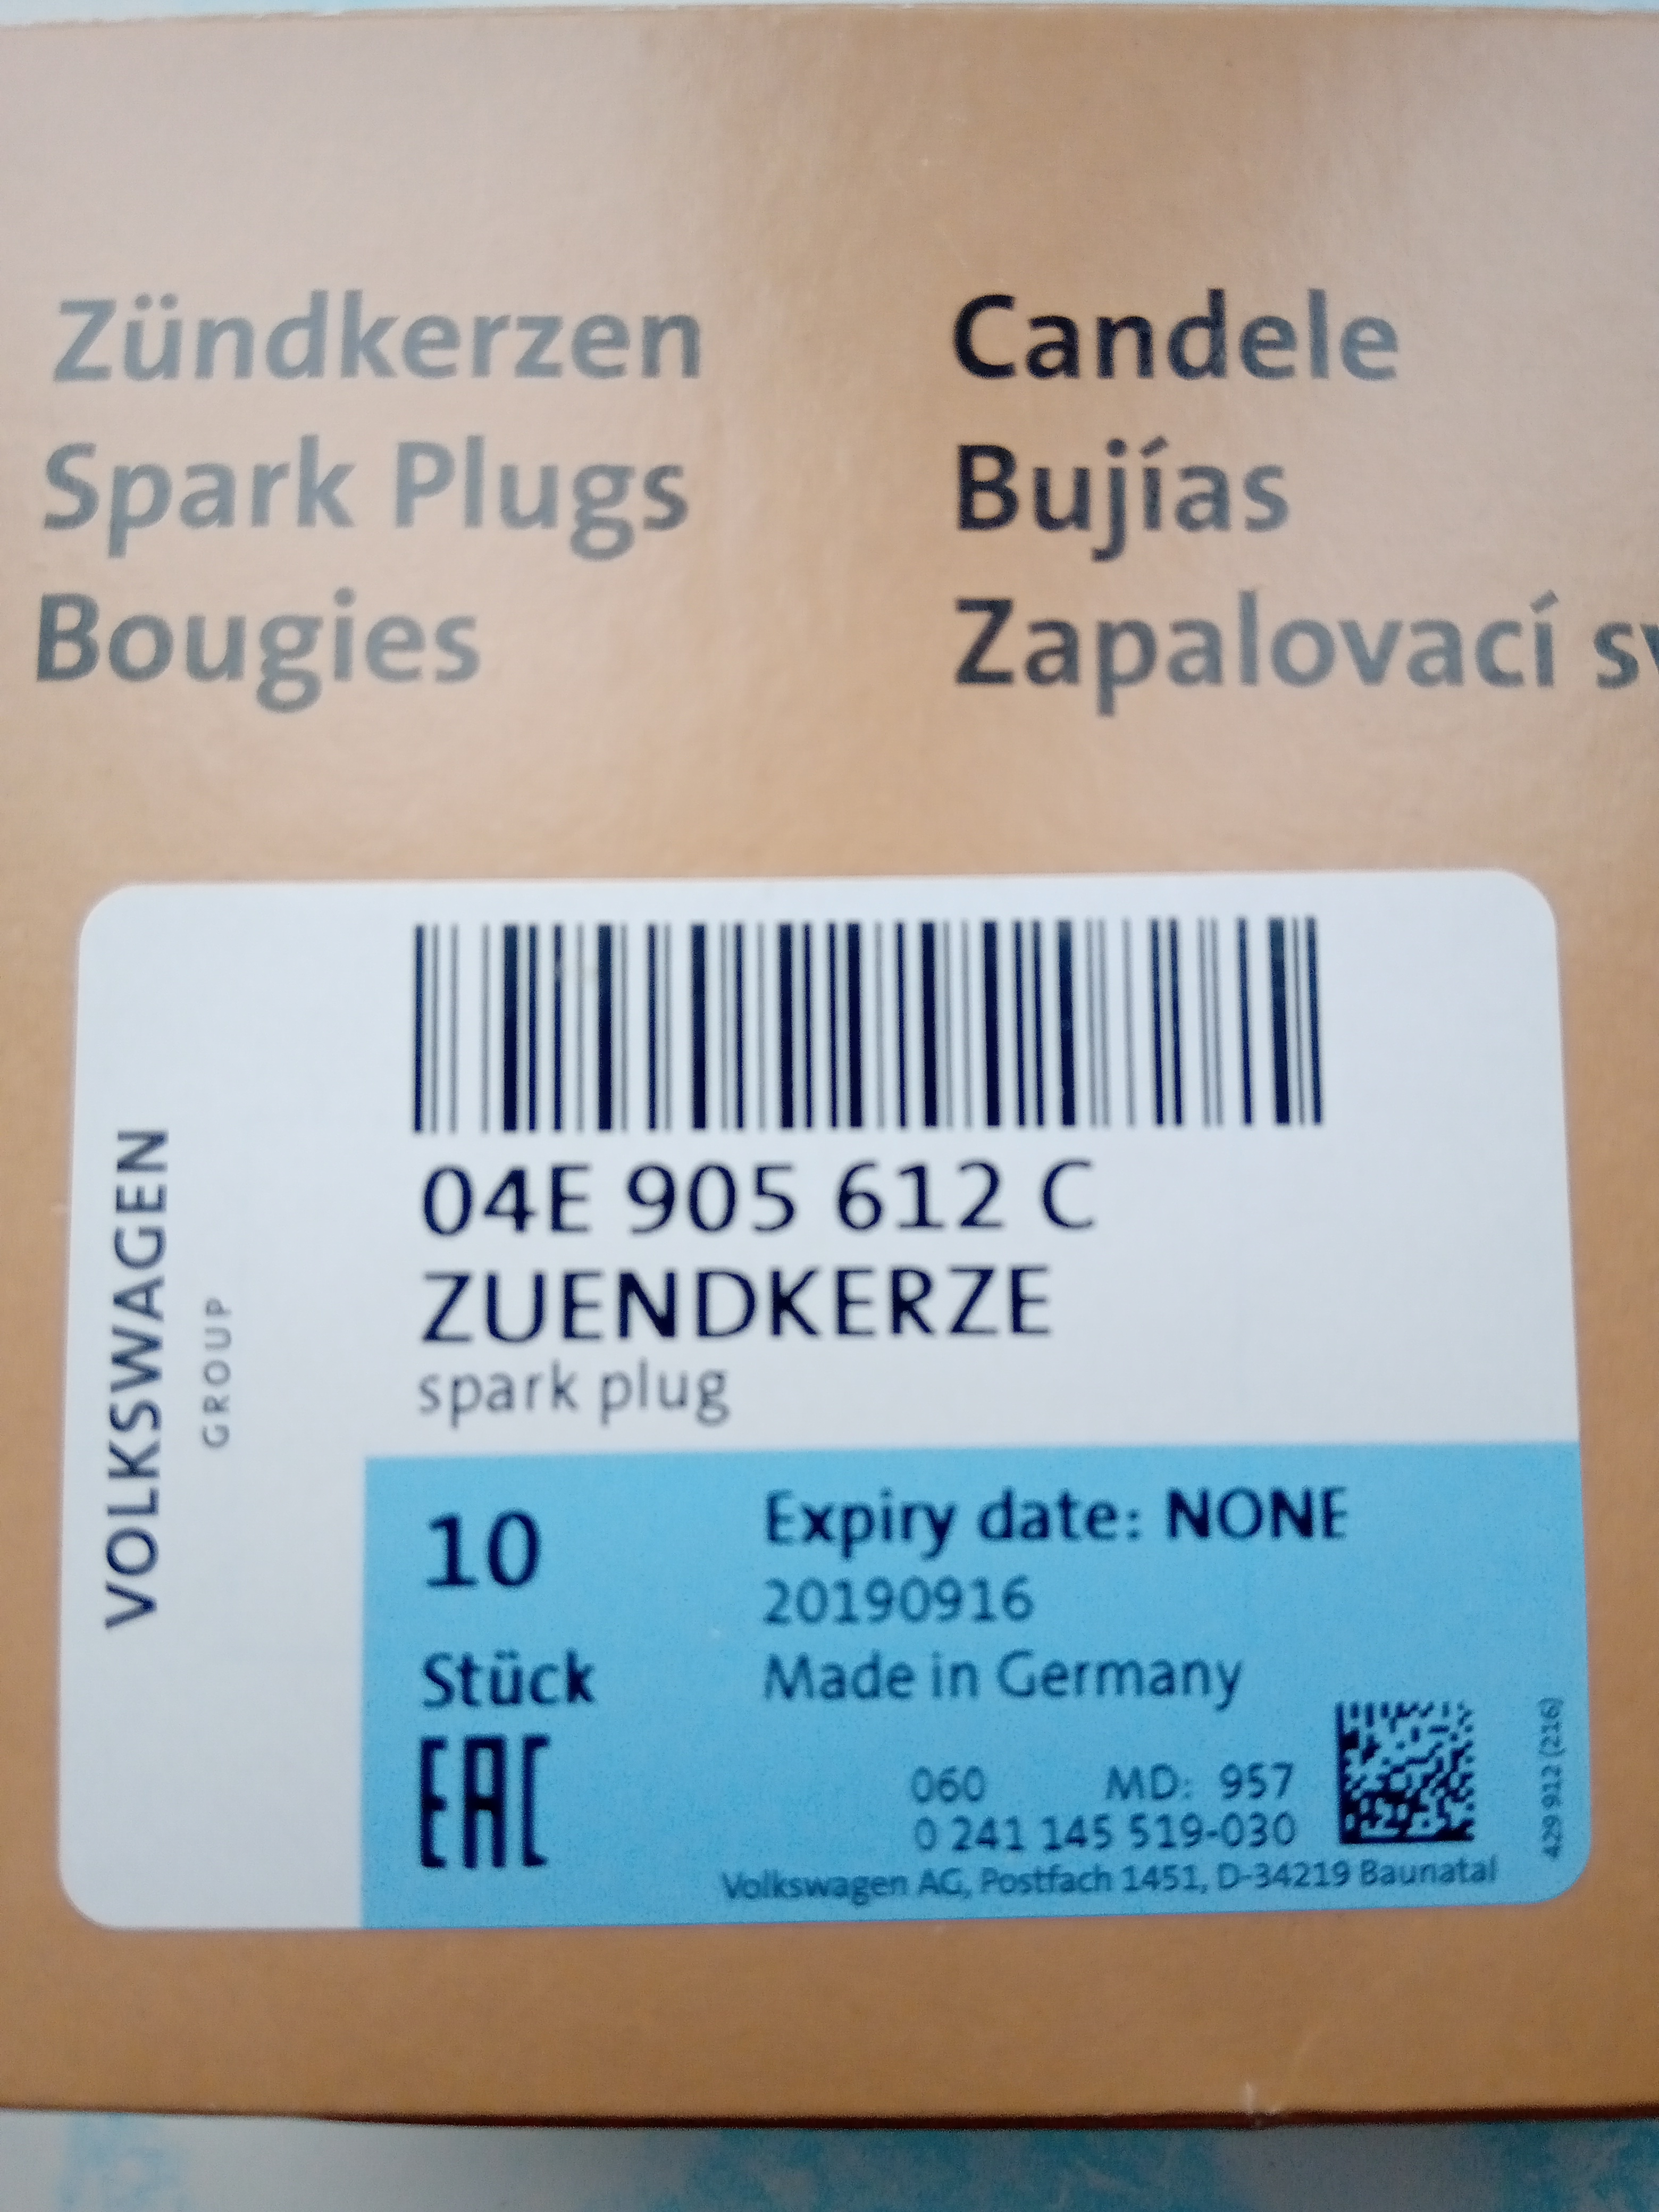 Zündkerzen
Spark Plugs
Bougies
Candele
Bujías
Zapalovací
VOLKSWAGEN
GROUP
04E 905 612 C
ZUENDKERZE
spark plug
10
Stück
EAC
Expiry date: NONE
20190916
Made in Germany
060 MD: 957
0 241 145 519-030
Volkswagen AG, Postfach 1451, D-34219 Baunatal
429 912 (216)